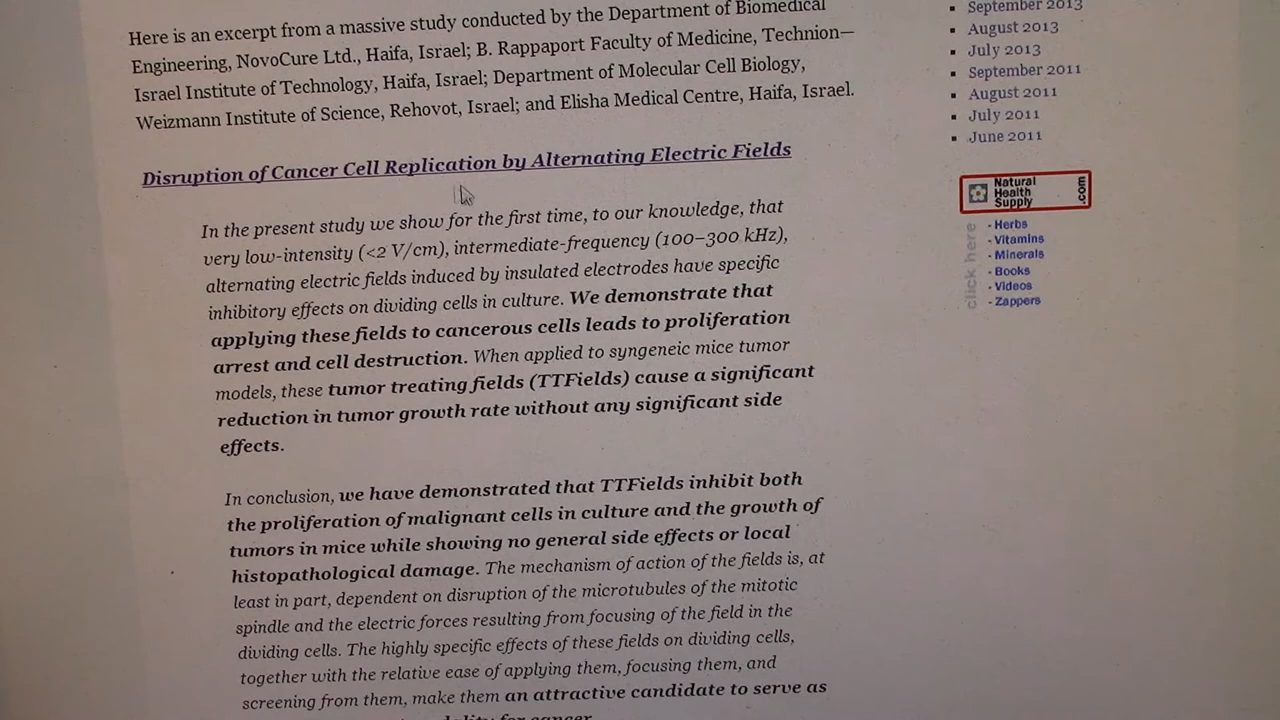 Here is an excerpt from a massive study conducted by the Department of Biomedical
Engineering, NovoCure Ltd., Haifa, Israel; B. Rappaport Faculty of Medicine, Technion—
Israel Institute of Technology, Haifa, Israel; Department of Molecular Cell Biology,
Weizmann Institute of Science, Rehovot, Israel; and Elisha Medical Centre, Haifa, Israel.
Disruption of Cancer Cell Replication by Alternating Electric Fields
In the present study we show for the first time, to our knowledge, that
very low-intensity (<2 V/cm), intermediate-frequency (100–300 kHz),
alternating electric fields induced by insulated electrodes have specific
inhibitory effects on dividing cells in culture. We demonstrate that
applying these fields to cancerous cells leads to proliferation
arrest and cell destruction. When applied to syngeneic mice tumor
models, these tumor treating fields (TTFields) cause a significant
reduction in tumor growth rate without any significant side
effects.
In conclusion, we have demonstrated that TTFields inhibit both
the proliferation of malignant cells in culture and the growth of
tumors in mice while showing no general side effects or local
histopathological damage. The mechanism of action of the fields is, at
least in part, dependent on disruption of the microtubules of the mitotic
spindle and the electric forces resulting from focusing of the field in the
dividing cells. The highly specific effects of these fields on dividing cells,
together with the relative ease of applying them, focusing them, and
screening from them, make them an attractive candidate to serve as
for cancer
September 2013
August 2013
July 2013
September 2011
August 2011
July 2011
June 2011
Natural
Health
Supply
.com
click here
- Herbs
- Vitamins
- Minerals
- Books
- Videos
- Zappers